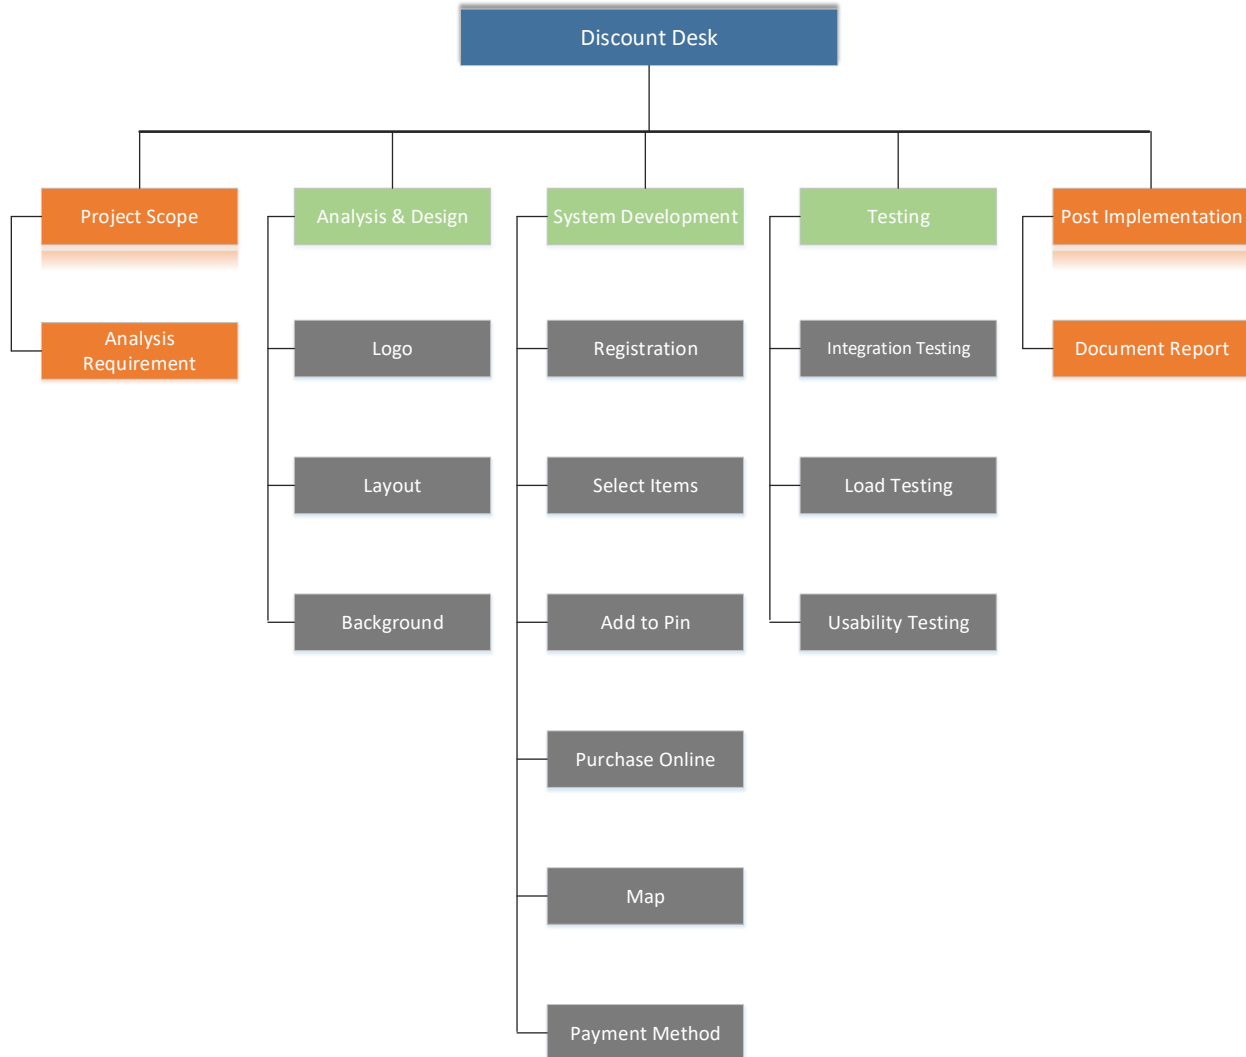 Discount Desk
Project Scope
Analysis & Design
System Development
Testing
Post Implementation
Analysis
Requirement
Logo
Registration
Integration Testing
Document Report
Layout
Select Items
Load Testing
Background
Add to Pin
Usability Testing
Purchase Online
Map
Payment Method